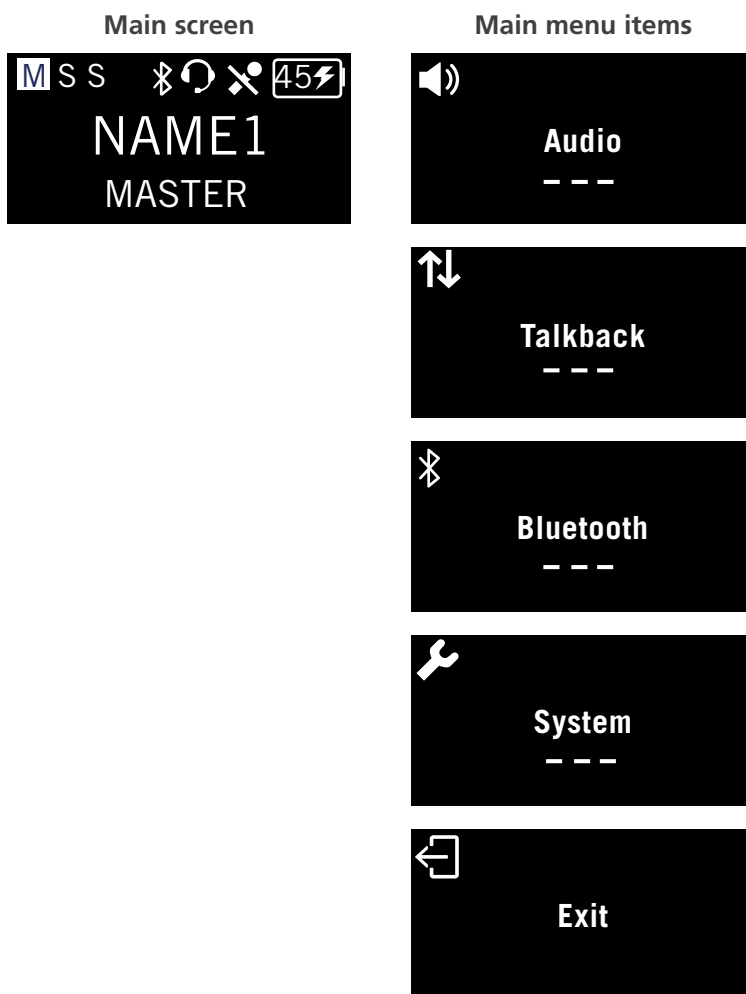 Main screen
M S S 45
NAME1
MASTER
Main menu items
Audio
Talkback
Bluetooth
System
Exit